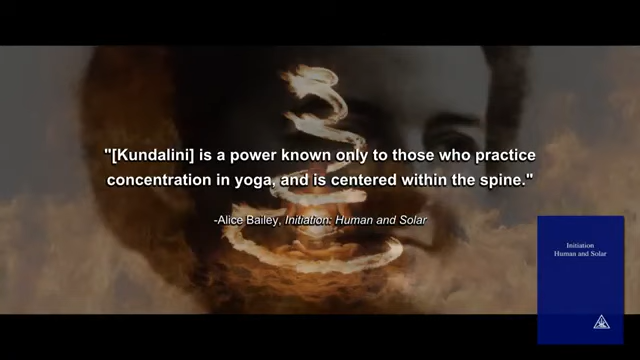 "[Kundalini] is a power known only to those who practice
concentration in yoga, and is centered within the spine."
-Alice Bailey, Initiation: Human and Solar
Initiation
Human and Solar